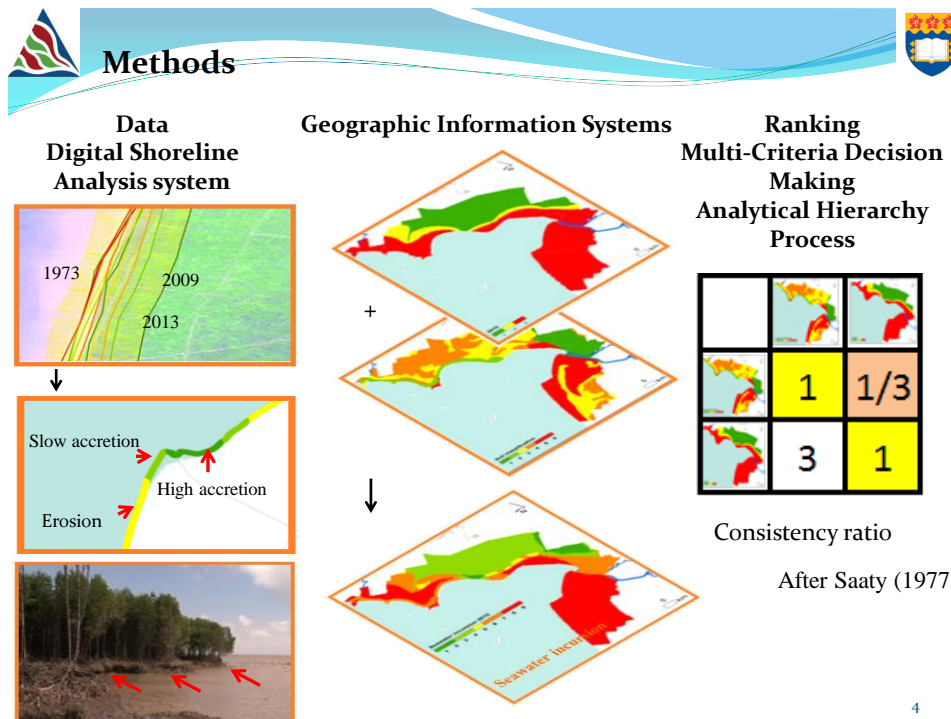 Methods
Data
Digital Shoreline
Analysis system
1973
2009
2013
Slow accretion
High accretion
Erosion
Geographic Information Systems
+
Seawater incursion
Ranking
Multi-Criteria Decision
Making
Analytical Hierarchy
Process
1 1/3
3 1
Consistency ratio
After Saaty (1977
4